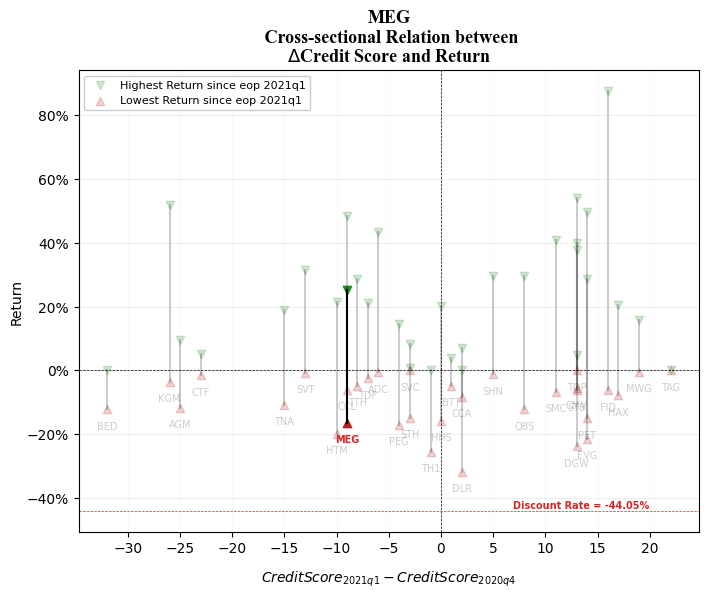 MEG
Cross-sectional Relation between
ΔCredit Score and Return
Highest Return since eop 2021q1
Lowest Return since eop 2021q1
Return
80%
60%
40%
20%
0%
−20%
−40%
KGM
CTF
BED
AGM
SVT
TNA
HTM
MEG
TDF
ADC
SVC
PEG
STH
HHS
TH1
BTT
CCA
DLR
SHN
QBS
SMC
DGW
PET
EVG
FIG
HAX
MWG
TAG
Discount Rate = -44.05%
−30 −25 −20 −15 −10 −5 0 5 10 15 20
CreditScore2021q1 − CreditScore2020q4